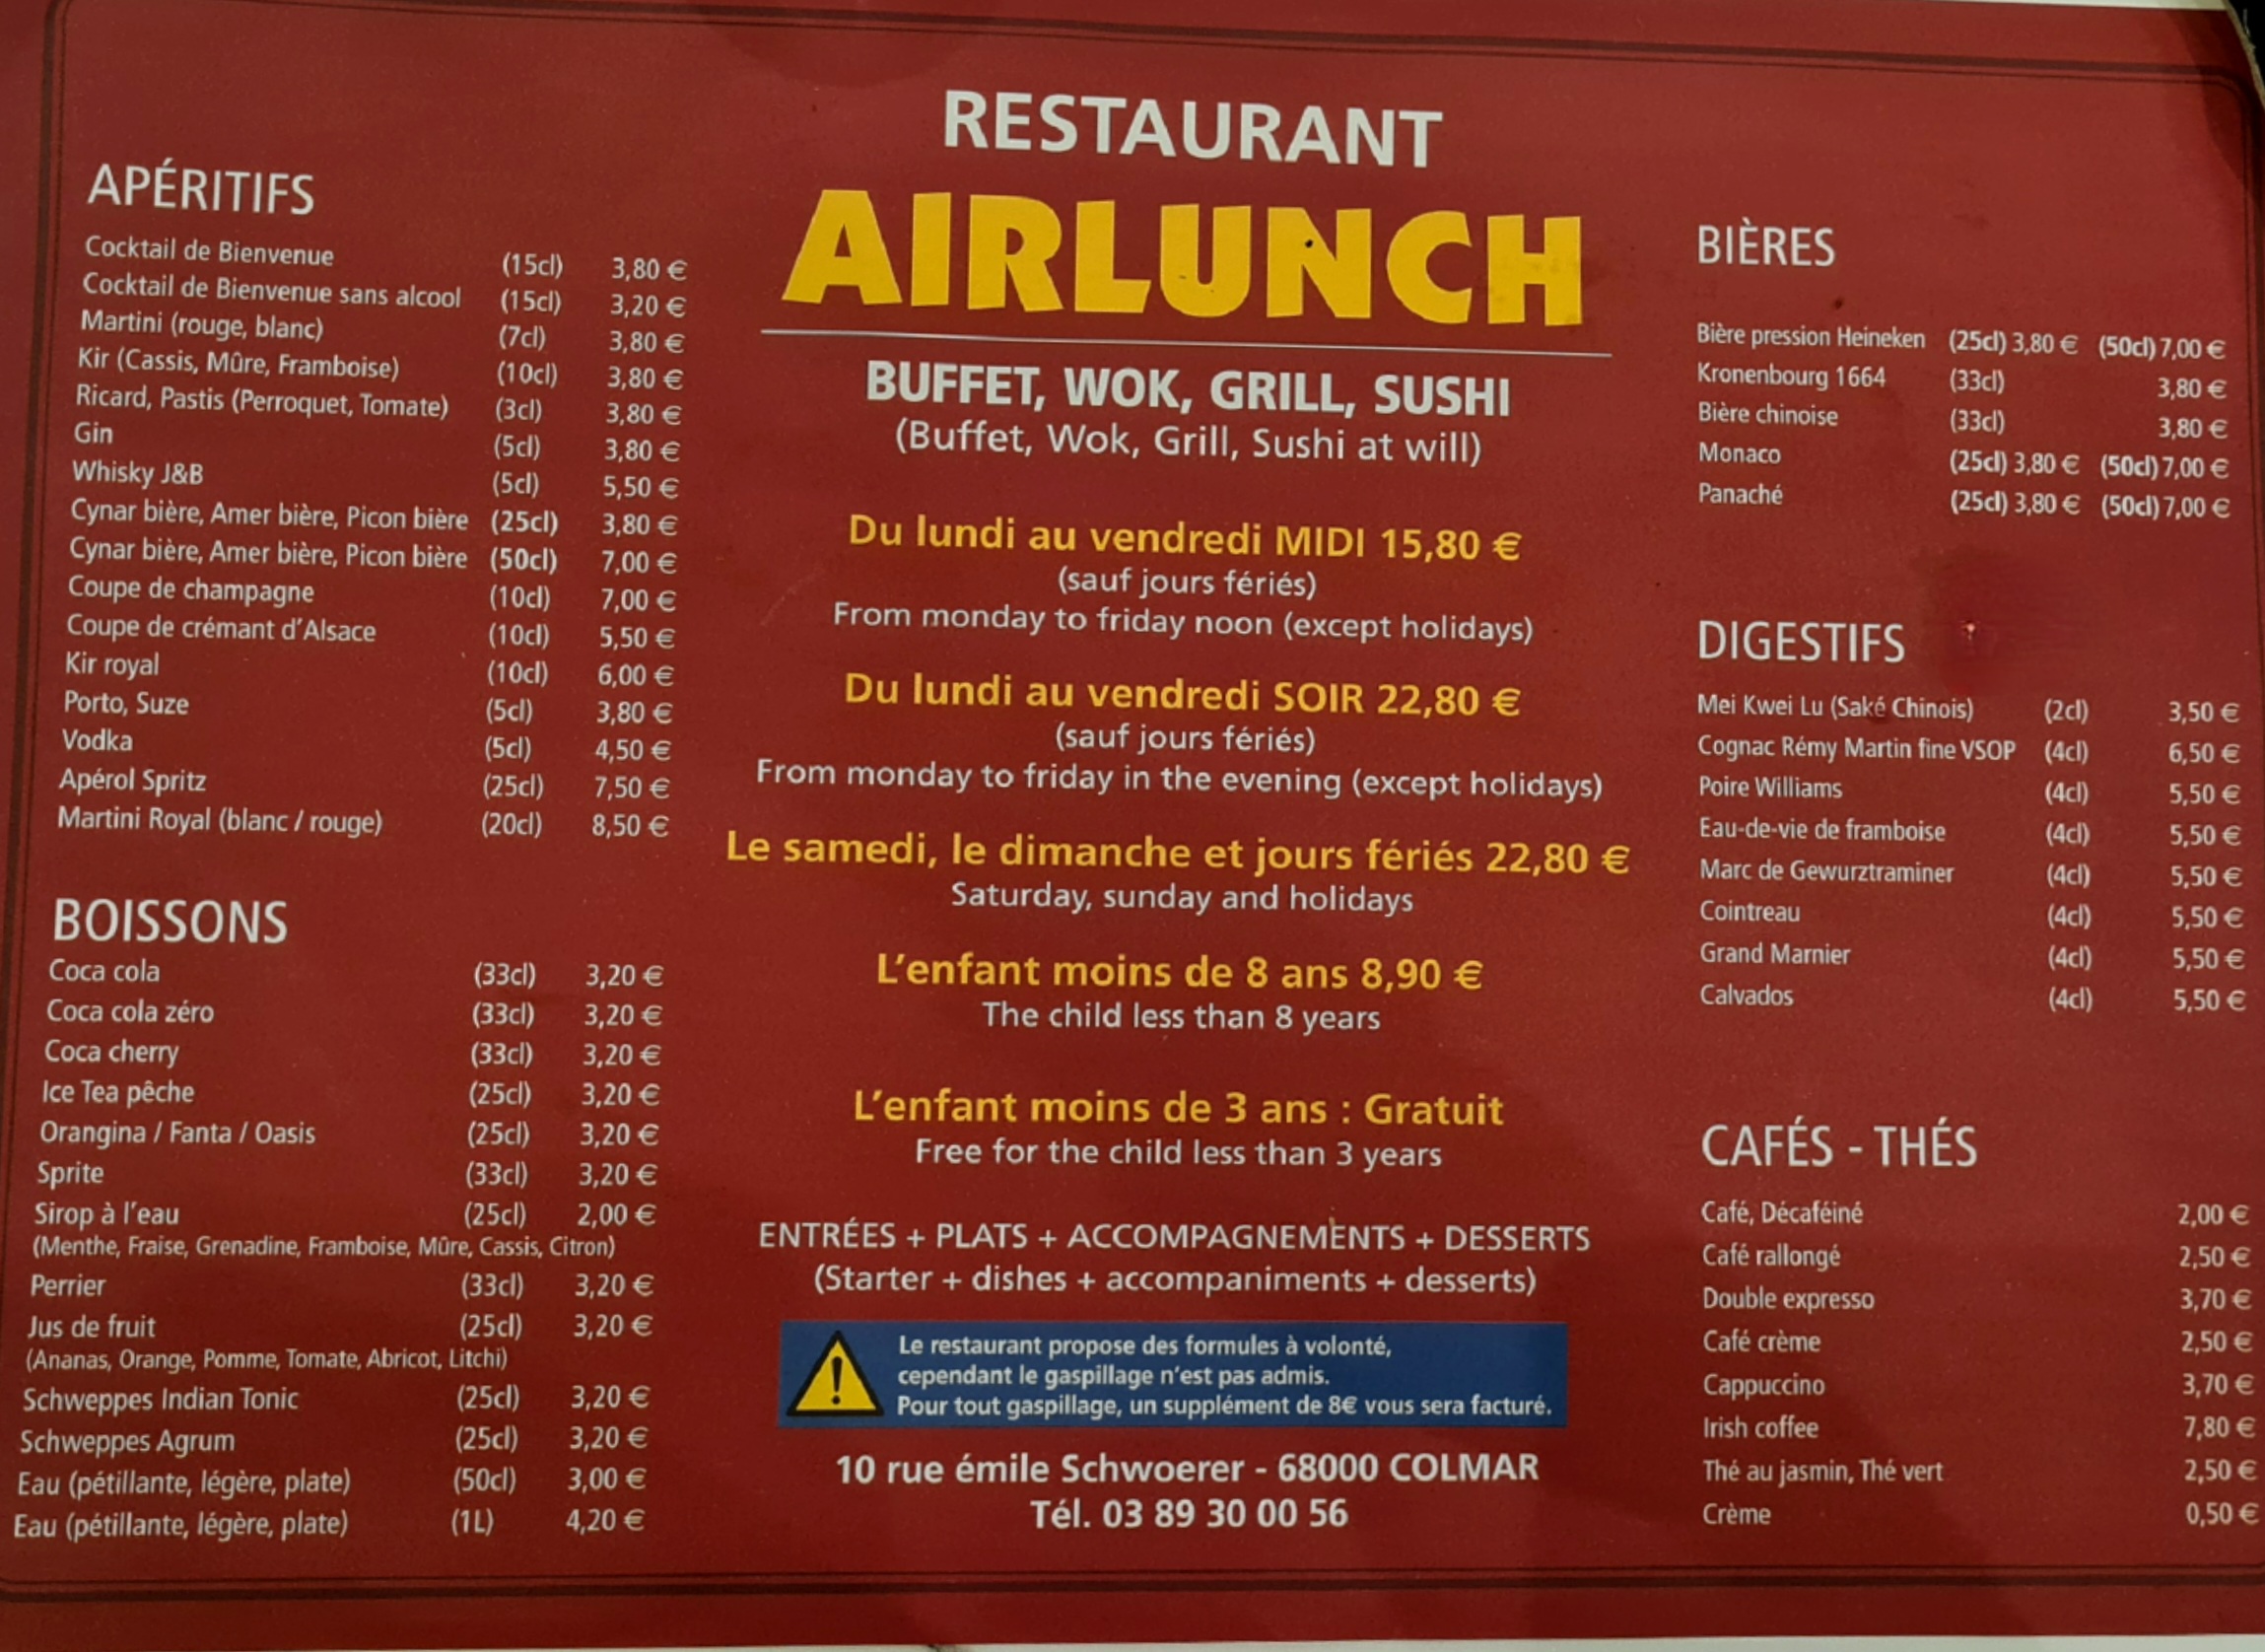 RESTAURANT
AIRLUNCH
BUFFET, WOK, GRILL, SUSHI
(Buffet, Wok, Grill, Sushi at will)
Du lundi au vendredi MIDI 15,80 €
(sauf jours fériés)
From monday to friday noon (except holidays)
Du lundi au vendredi SOIR 22,80 €
(sauf jours fériés)
From monday to friday in the evening (except holidays)
Le samedi, le dimanche et jours fériés 22,80 €
Saturday, sunday and holidays
L'enfant moins de 8 ans 8,90 €
The child less than 8 years
L'enfant moins de 3 ans : Gratuit
Free for the child less than 3 years
ENTRÉES + PLATS + ACCOMPAGNEMENTS + DESSERTS
(Starter + dishes + accompaniments + desserts)
Le restaurant propose des formules à volonté,
cependant le gaspillage n'est pas admis.
Pour tout gaspillage, un supplément de 8€ vous sera facturé.
10 rue émile Schwoerer - 68000 COLMAR
Tél. 03 89 30 00 56
APÉRITIFS
Cocktail de Bienvenue (15cl) 3,80 €
Cocktail de Bienvenue sans alcool (15cl) 3,20 €
Martini (rouge, blanc) (7cl) 3,80 €
Kir (Cassis, Mûre, Framboise) (10cl) 3,80 €
Ricard, Pastis (Perroquet, Tomate) (3cl) 3,80 €
Gin (5cl) 3,80 €
Whisky J&B (5cl) 5,50 €
Cynar bière, Amer bière, Picon bière (25cl) 3,80 €
Cynar bière, Amer bière, Picon bière (50cl) 7,00 €
Coupe de champagne (10cl) 7,00 €
Coupe de crémant d'Alsace (10cl) 5,50 €
Kir royal (10cl) 6,00 €
Porto, Suze (5cl) 3,80 €
Vodka (5cl) 4,50 €
Apérol Spritz (25cl) 7,50 €
Martini Royal (blanc / rouge) (20cl) 8,50 €
BOISSONS
Coca cola (33cl) 3,20 €
Coca cola zéro (33cl) 3,20 €
Coca cherry (33cl) 3,20 €
Ice Tea pêche (25cl) 3,20 €
Orangina / Fanta / Oasis (25cl) 3,20 €
Sprite (33cl) 3,20 €
Sirop à l'eau (25cl) 2,00 €
(Menthe, Fraise, Grenadine, Framboise, Mûre, Cassis, Citron)
Perrier (33cl) 3,20 €
Jus de fruit (25cl) 3,20 €
(Ananas, Orange, Pomme, Tomate, Abricot, Litchi)
Schweppes Indian Tonic (25cl) 3,20 €
Schweppes Agrum (25cl) 3,20 €
Eau (pétillante, légère, plate) (50cl) 3,00 €
Eau (pétillante, légère, plate) (1L) 4,20 €
BIÈRES
Bière pression Heineken (25cl) 3,80 € (50cl) 7,00 €
Kronenbourg 1664 (33cl) 3,80 €
Bière chinoise (33cl) 3,80 €
Monaco (25cl) 3,80 € (50cl) 7,00 €
Panaché (25cl) 3,80 € (50cl) 7,00 €
DIGESTIFS
Mei Kwei Lu (Saké Chinois) (2cl) 3,50 €
Cognac Rémy Martin fine VSOP (4cl) 6,50 €
Poire Williams (4cl) 5,50 €
Eau-de-vie de framboise (4cl) 5,50 €
Marc de Gewurztraminer (4cl) 5,50 €
Cointreau (4cl) 5,50 €
Grand Marnier (4cl) 5,50 €
Calvados (4cl) 5,50 €
CAFÉS - THÉS
Café, Décaféiné 2,00 €
Café rallongé 2,50 €
Double expresso 3,70 €
Café crème 2,50 €
Cappuccino 3,70 €
Irish coffee 7,80 €
Thé au jasmin, Thé vert 2,50 €
Crème 0,50 €